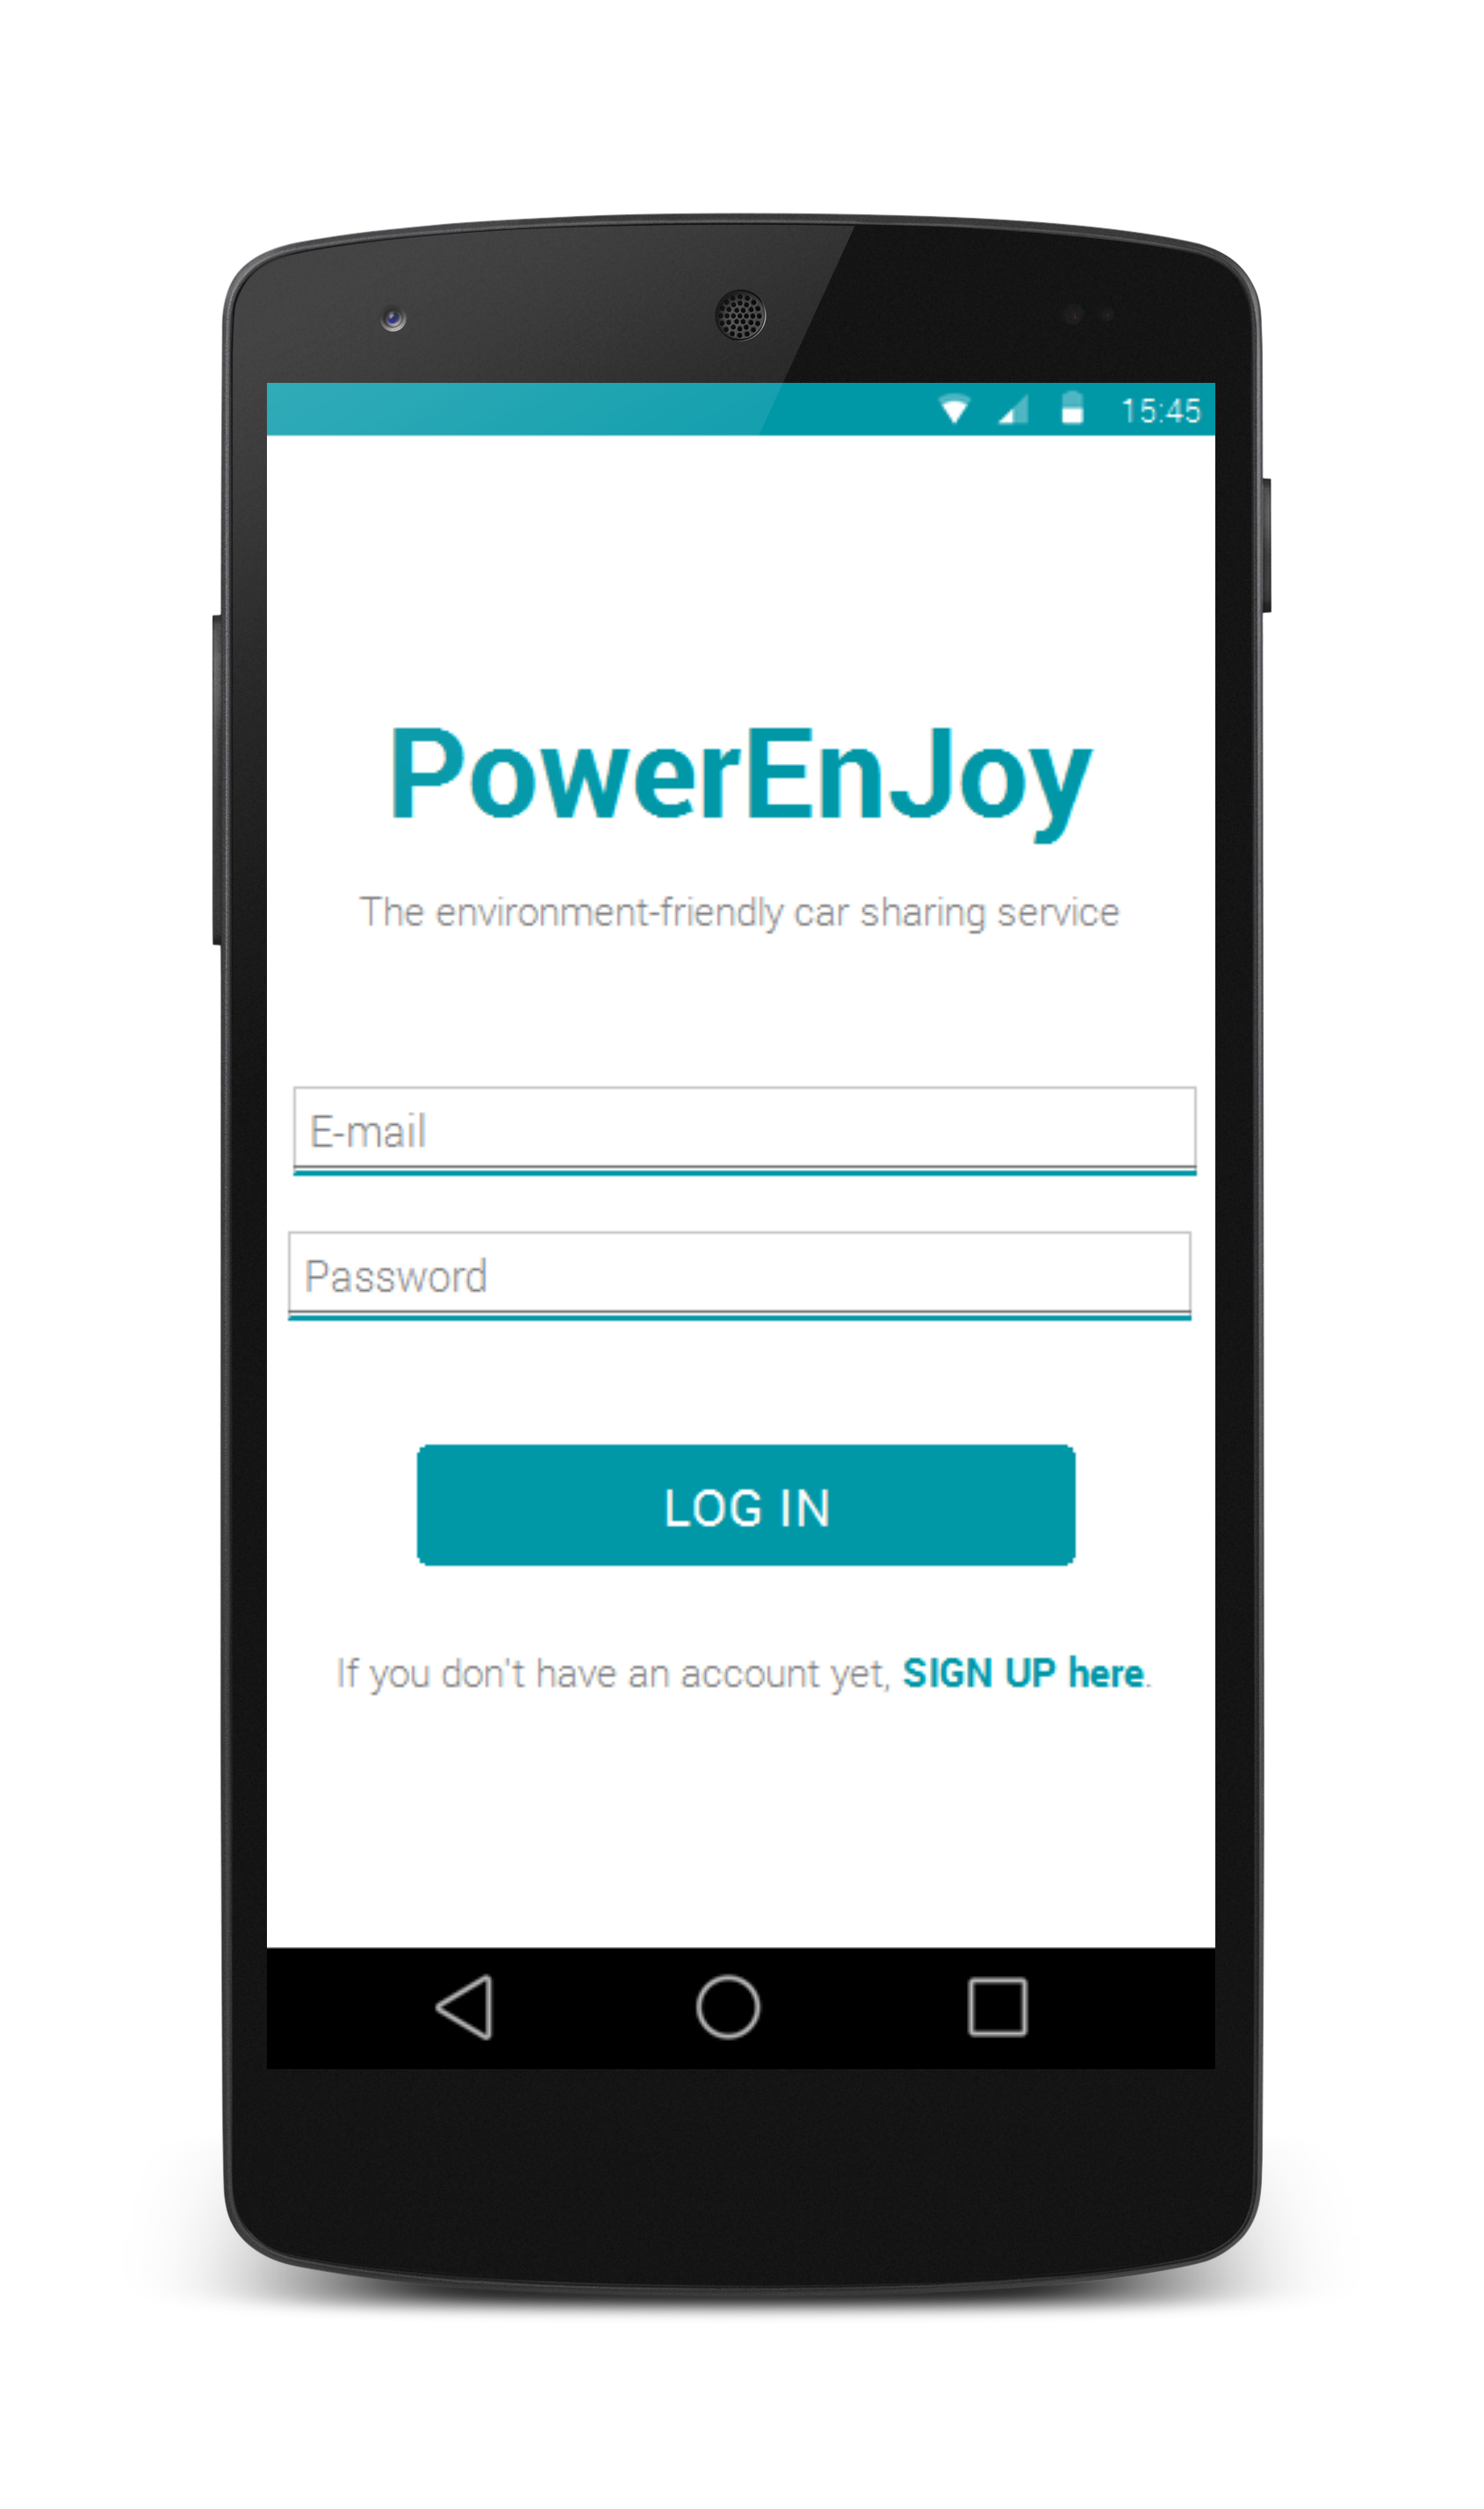 15:45
PowerEnJoy
The environment-friendly car sharing service
E-mail
Password
LOG IN
If you don't have an account yet, SIGN UP here.